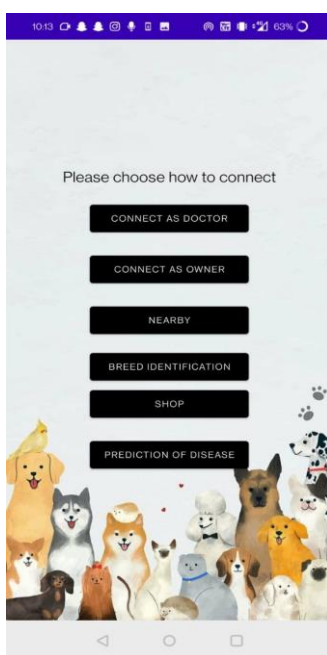 10:13
63%
Please choose how to connect
CONNECT AS DOCTOR
CONNECT AS OWNER
NEARBY
BREED IDENTIFICATION
SHOP
PREDICTION OF DISEASE